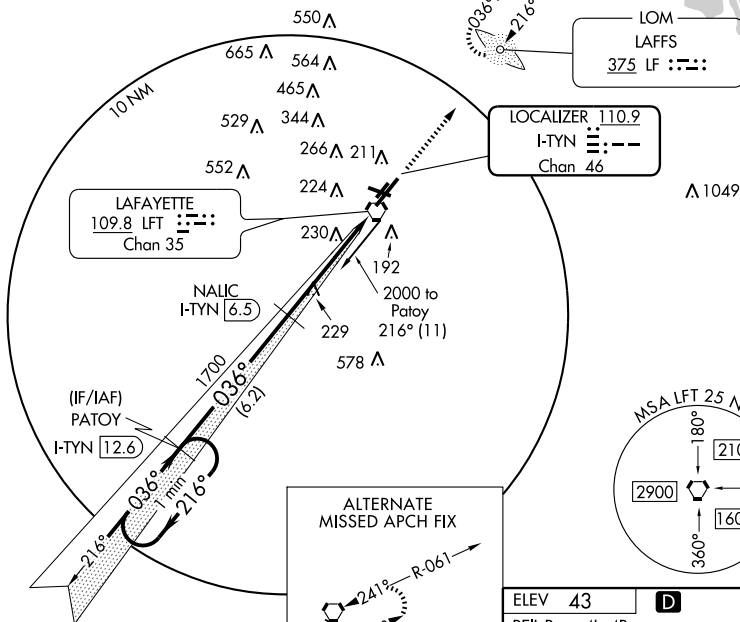 550
036°
216°
LOM
LAFFS
375 LF
665
564
10 NM
465
LOCALIZER 110.9
I-TYN
Chan 46
529
344
266
211
552
224
1049
LAFAYETTE
109.8 LFT
Chan 35
230
192
2000 to
Patoy
216° (11)
NALIC
I-TYN 6.5
229
578
1700
036°
(6.2)
(IF/IAF)
PATOY
I-TYN 12.6
036°
1 min
216°
216°
MSA LFT 25 N
180°
210
2900
160
360°
ALTERNATE
MISSED APCH FIX
241°
R-061
ELEV 43
D